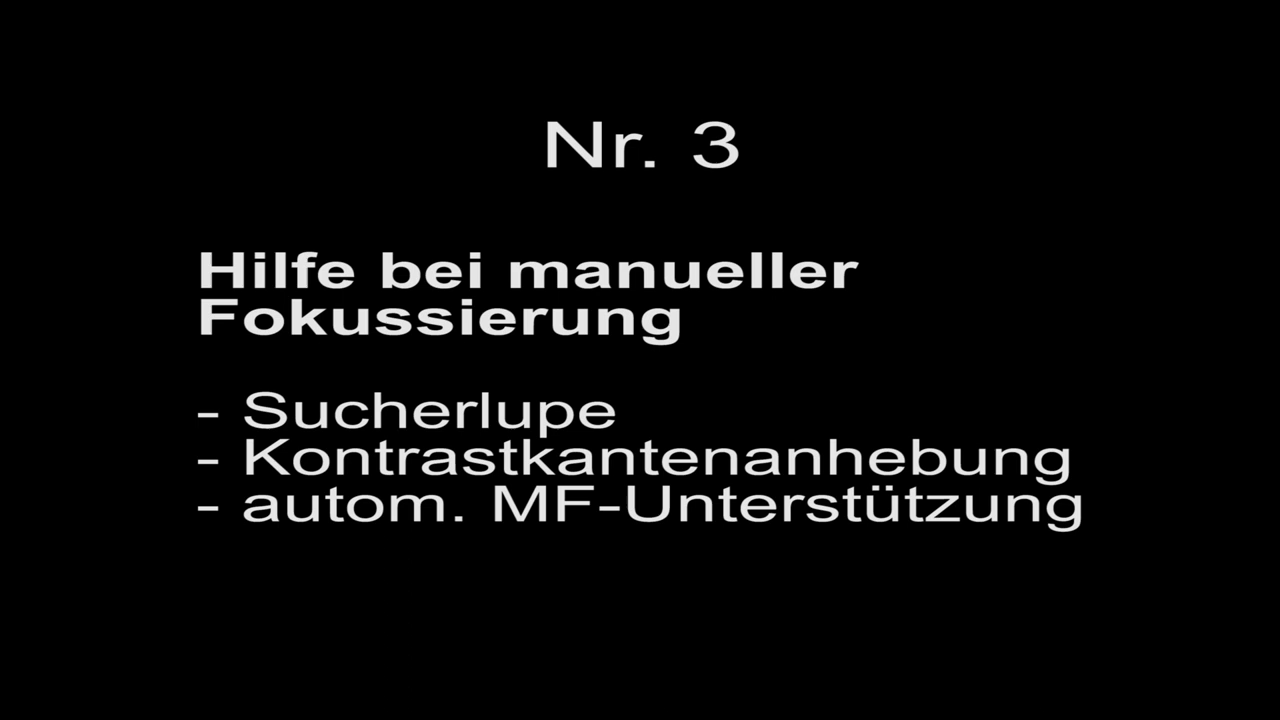 Nr. 3
Hilfe bei manueller
Fokussierung
- Sucherlupe
- Kontrastkantenanhebung
- autom. MF-Unterstützung